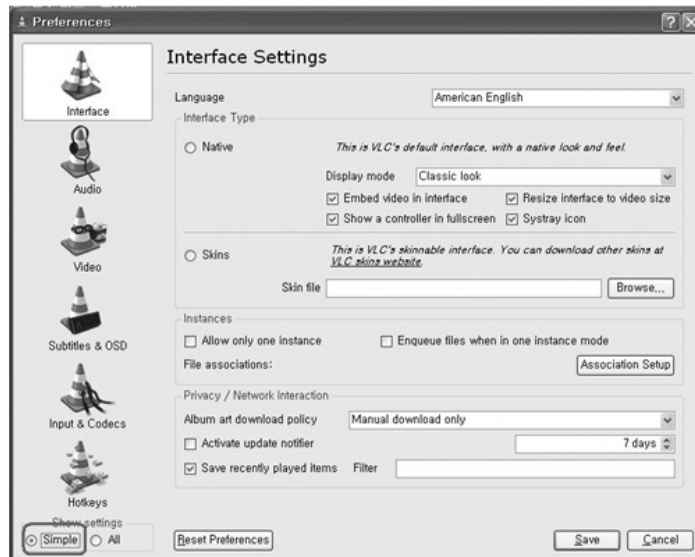 Preferences
Interface Settings
Interface
Language
American English
Interface Type
Native
This is VLC's default interface, with a native look and feel.
Display mode
Classic look
Embed video in interface
Resize interface to video size
Show a controller in fullscreen
Systray icon
Skins
This is VLC's skinnable interface. You can download other skins at
VLC skins website.
Skin file
Browse...
Audio
Video
Subtitles & OSD
Input & Codecs
Hotkeys
Instances
Allow only one instance
Enqueue files when in one instance mode
File associations:
Association Setup
Privacy / Network Interaction
Album art download policy
Manual download only
Activate update notifier
7 days
Save recently played items
Filter
Show settings
Simple
All
Reset Preferences
Save
Cancel